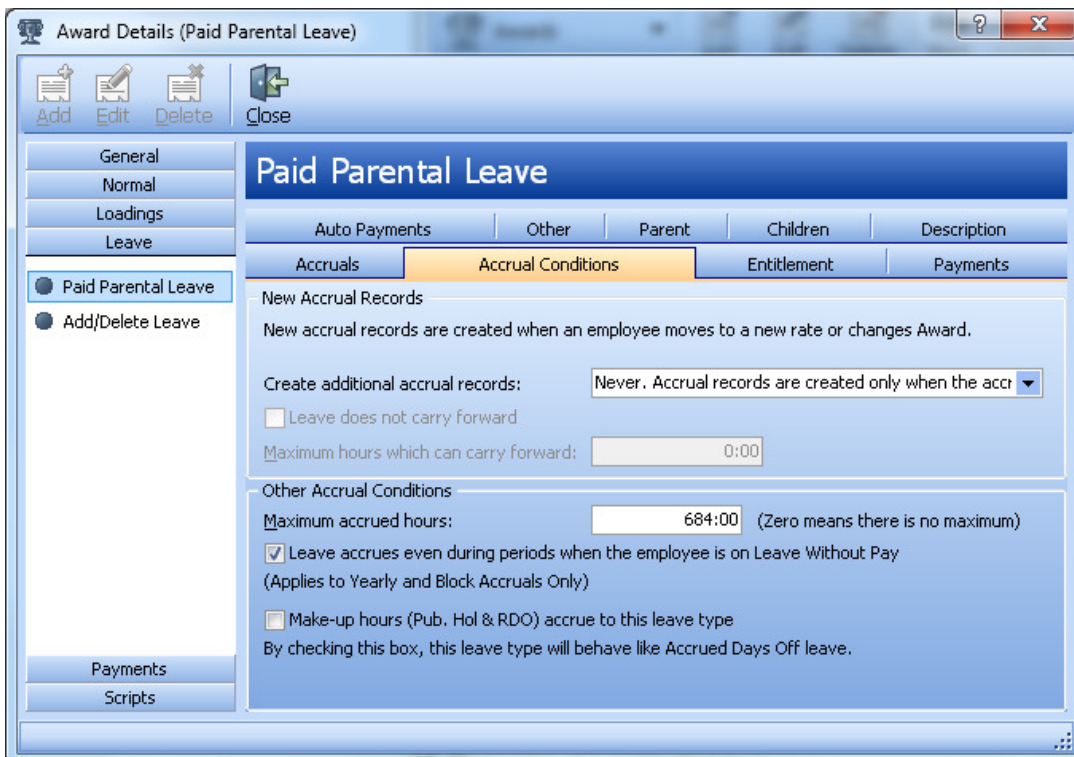 Award Details (Paid Parental Leave)
?
X
Add
Edit
Delete
Close
General
Normal
Loadings
Leave
Paid Parental Leave
Add/Delete Leave
Payments
Scripts
Paid Parental Leave
Auto Payments
Other
Parent
Children
Description
Accruals
Accrual Conditions
Entitlement
Payments
New Accrual Records
New accrual records are created when an employee moves to a new rate or changes Award.
Create additional accrual records:
Never. Accrual records are created only when the accr
Leave does not carry forward
Maximum hours which can carry forward:
0:00
Other Accrual Conditions
Maximum accrued hours:
684:00
(Zero means there is no maximum)
Leave accrues even during periods when the employee is on Leave Without Pay
(Applies to Yearly and Block Accruals Only)
Make-up hours (Pub. Hol & RDO) accrue to this leave type
By checking this box, this leave type will behave like Accrued Days Off leave.